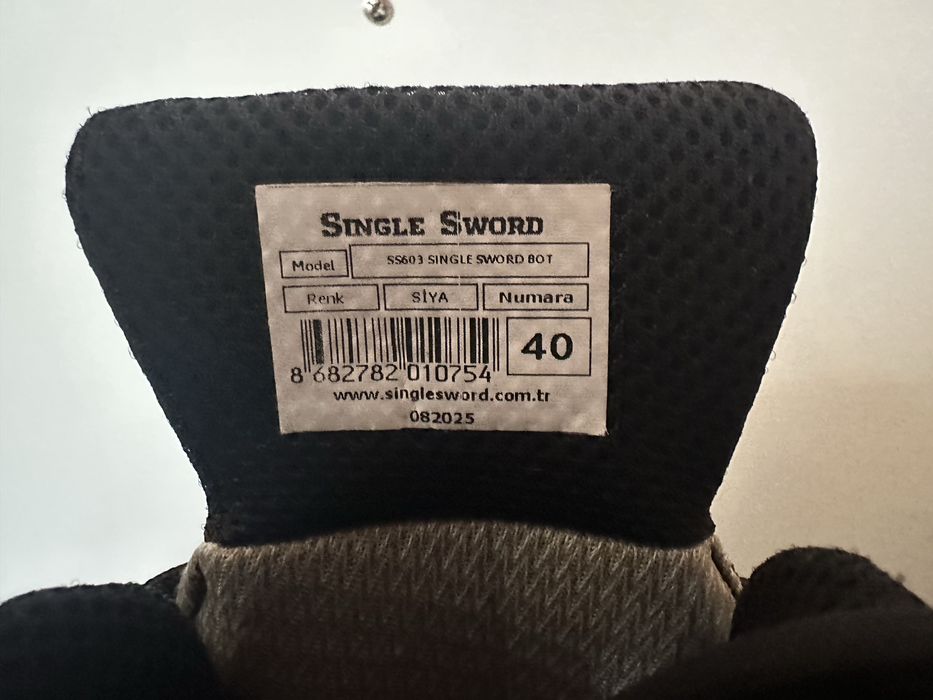 SINGLE SWORD
Model SS603 SINGLE SWORD BOT
Renk SİYA Numara
40
8 682782 010754
www.singlesword.com.tr
082025